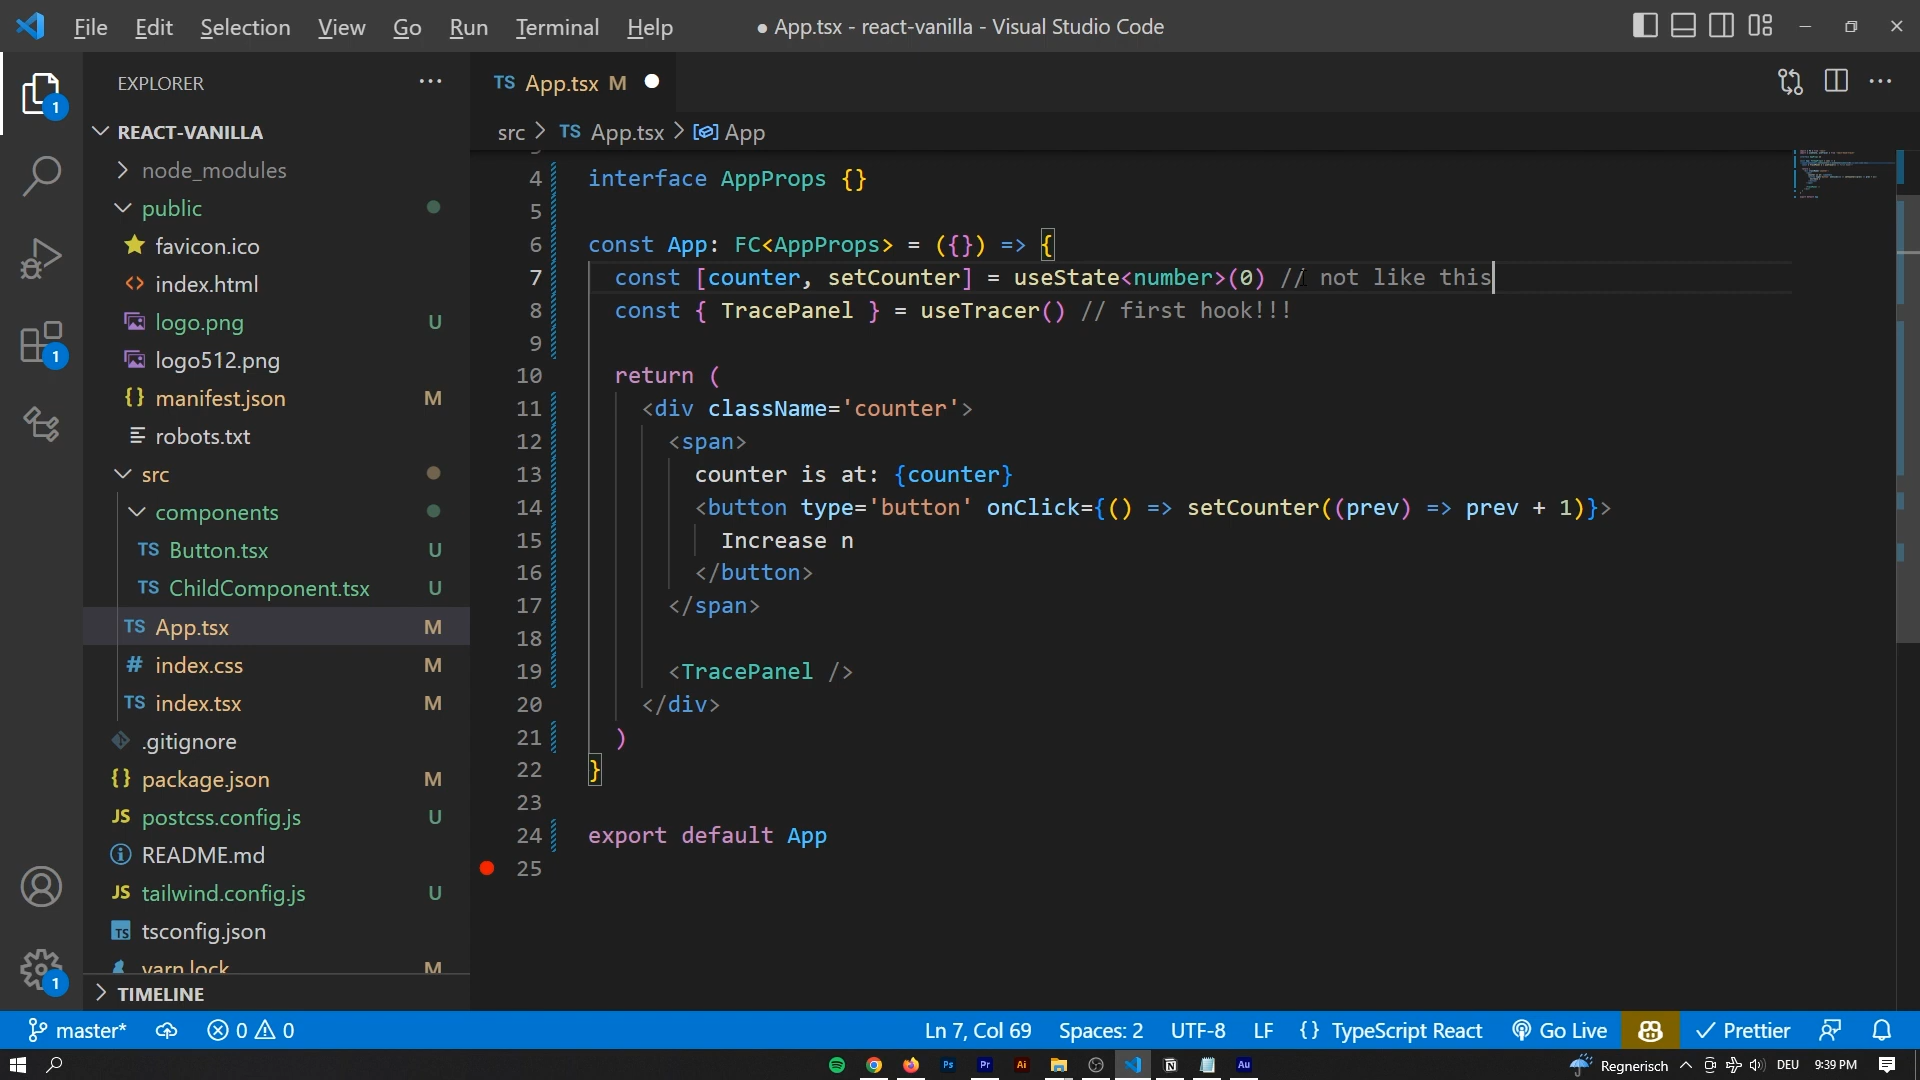 File Edit Selection View Go Run Terminal Help
● App.tsx - react-vanilla - Visual Studio Code
EXPLORER
REACT-VANILLA
node_modules
public
favicon.ico
index.html
logo.png U
logo512.png
manifest.json M
robots.txt
src
components
TS Button.tsx U
TS ChildComponent.tsx U
TS App.tsx M
# index.css M
TS index.tsx M
.gitignore
{} package.json M
JS postcss.config.js U
README.md
JS tailwind.config.js U
TS tsconfig.json
yarn.lock M
TIMELINE
1
1
1
TS App.tsx M
src > TS App.tsx > App
4 interface AppProps {}
5
6 const App: FC<AppProps> = ({}) => {
7 const [counter, setCounter] = useState<number>(0) // not like this
8 const { TracePanel } = useTracer() // first hook!!!
9
10 return (
11 <div className='counter'>
12 <span>
13 counter is at: {counter}
14 <button type='button' onClick={() => setCounter((prev) => prev + 1)}>
15 Increase n
16 </button>
17 </span>
18
19 <TracePanel />
20 </div>
21 )
22 }
23
24 export default App
25
master* 0 0 Ln 7, Col 69 Spaces: 2 UTF-8 LF {} TypeScript React Go Live Prettier
Ps Pr Ai Au Regnerisch DEU 9:39 PM